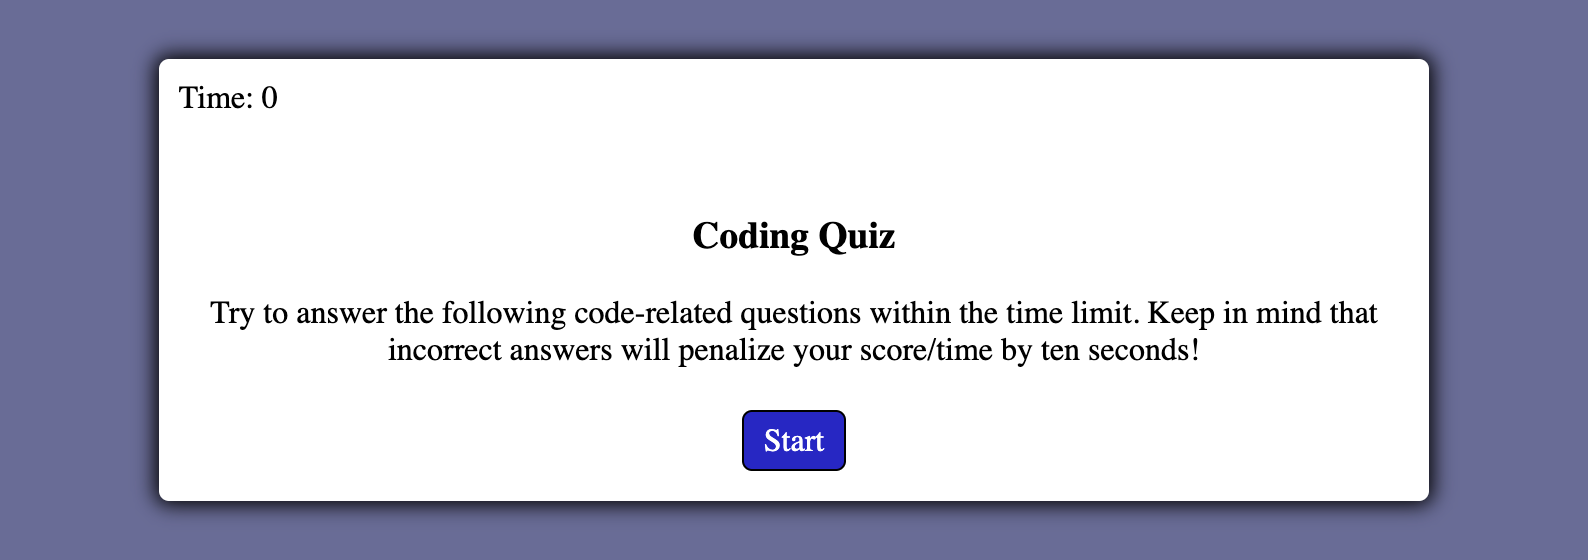 Time: 0
Coding Quiz
Try to answer the following code-related questions within the time limit. Keep in mind that
incorrect answers will penalize your score/time by ten seconds!
Start